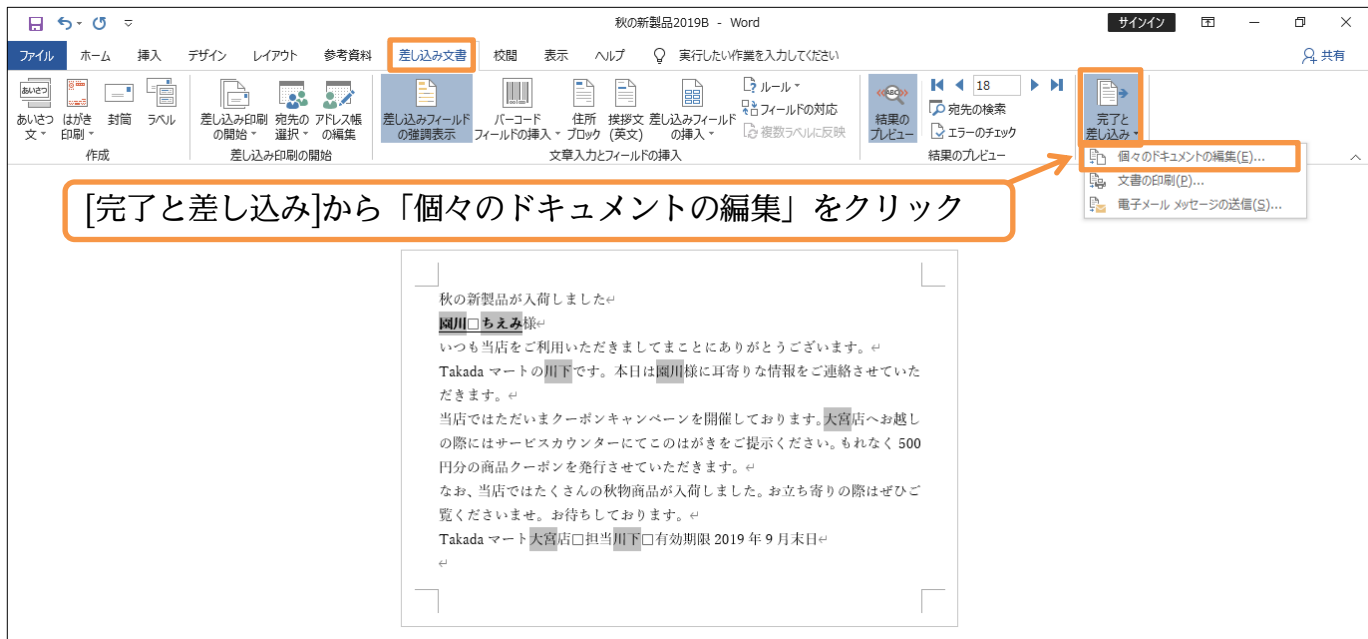 秋の新製品2019B - Word
サインイン
ファイル ホーム 挿入 デザイン レイアウト 参考資料 差し込み文書 校閲 表示 ヘルプ 実行したい作業を入力してください 共有
あいさつ文 はがき印刷 封筒 ラベル
作成
差し込み印刷の開始 宛先の選択 アドレス帳の編集
差し込み印刷の開始
差し込みフィールドの強調表示 バーコードフィールドの挿入 住所ブロック 挨拶文(英文) 差し込みフィールドの挿入
ルール
フィールドの対応
複数ラベルに反映
文章入力とフィールドの挿入
結果のプレビュー
18
宛先の検索
エラーのチェック
結果のプレビュー
完了と差し込み
個々のドキュメントの編集(E)...
文書の印刷(P)...
電子メール メッセージの送信(S)...
[完了と差し込み]から「個々のドキュメントの編集」をクリック
秋の新製品が入荷しました↵
園川□ちえみ様↵
いつも当店をご利用いただきましてまことにありがとうございます。↵
Takada マートの川下です。本日は園川様に耳寄りな情報をご連絡させていた
だきます。↵
当店ではただいまクーポンキャンペーンを開催しております。大宮店へお越し
の際にはサービスカウンターにてこのはがきをご提示ください。もれなく 500
円分の商品クーポンを発行させていただきます。↵
なお、当店ではたくさんの秋物商品が入荷しました。お立ち寄りの際はぜひご
覧くださいませ。お待ちしております。↵
Takada マート大宮店□担当川下□有効期限 2019 年 9 月末日↵
↵